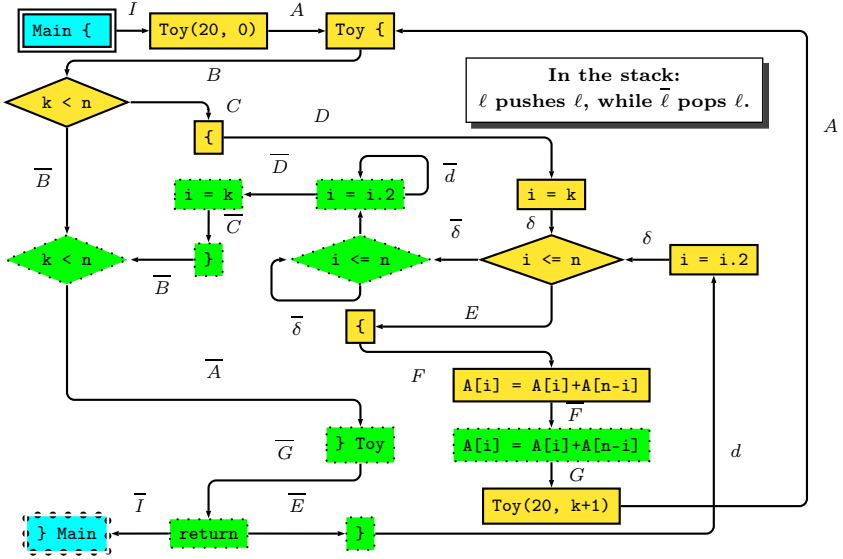 I
A
Main {
Toy(20, 0)
Toy {
B
In the stack:
ℓ pushes ℓ, while ℓ̅ pops ℓ.
k < n
C
D
A
{
B̅
D̅
d̅
i = k
i = i.2
i = k
C̅
δ̅
δ
δ
k < n
}
i <= n
i <= n
i = i.2
B̅
E
δ̅
{
A̅
F
A[i] = A[i]+A[n-i]
F̅
G̅
} Toy
A[i] = A[i]+A[n-i]
d
G
I̅
E̅
Toy(20, k+1)
} Main
return
}